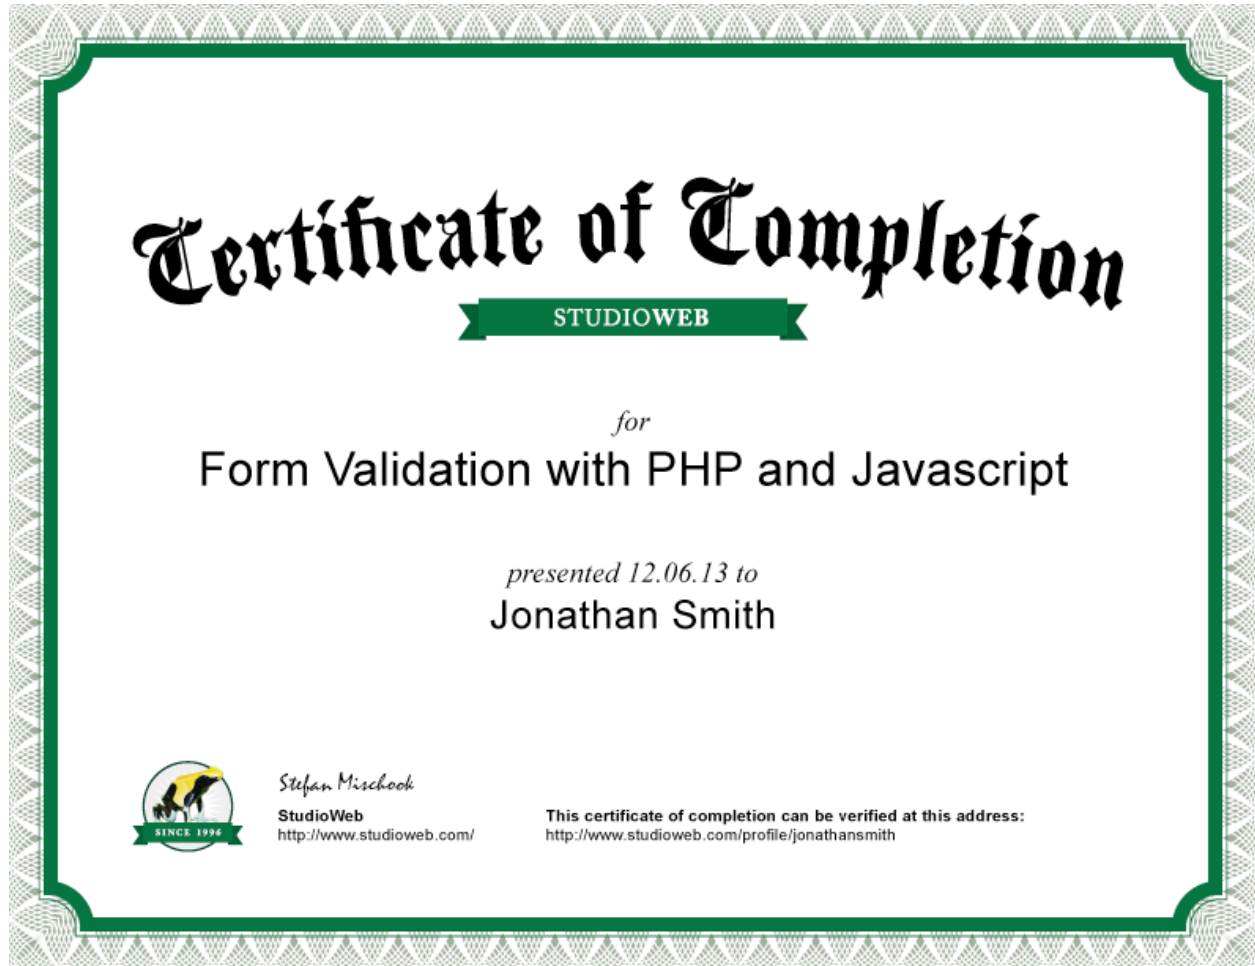 Certificate of Completion
STUDIOWEB
for
Form Validation with PHP and Javascript
presented 12.06.13 to
Jonathan Smith
SINCE 1996
Stefan Mischook
StudioWeb
http://www.studioweb.com/
This certificate of completion can be verified at this address:
http://www.studioweb.com/profile/jonathansmith